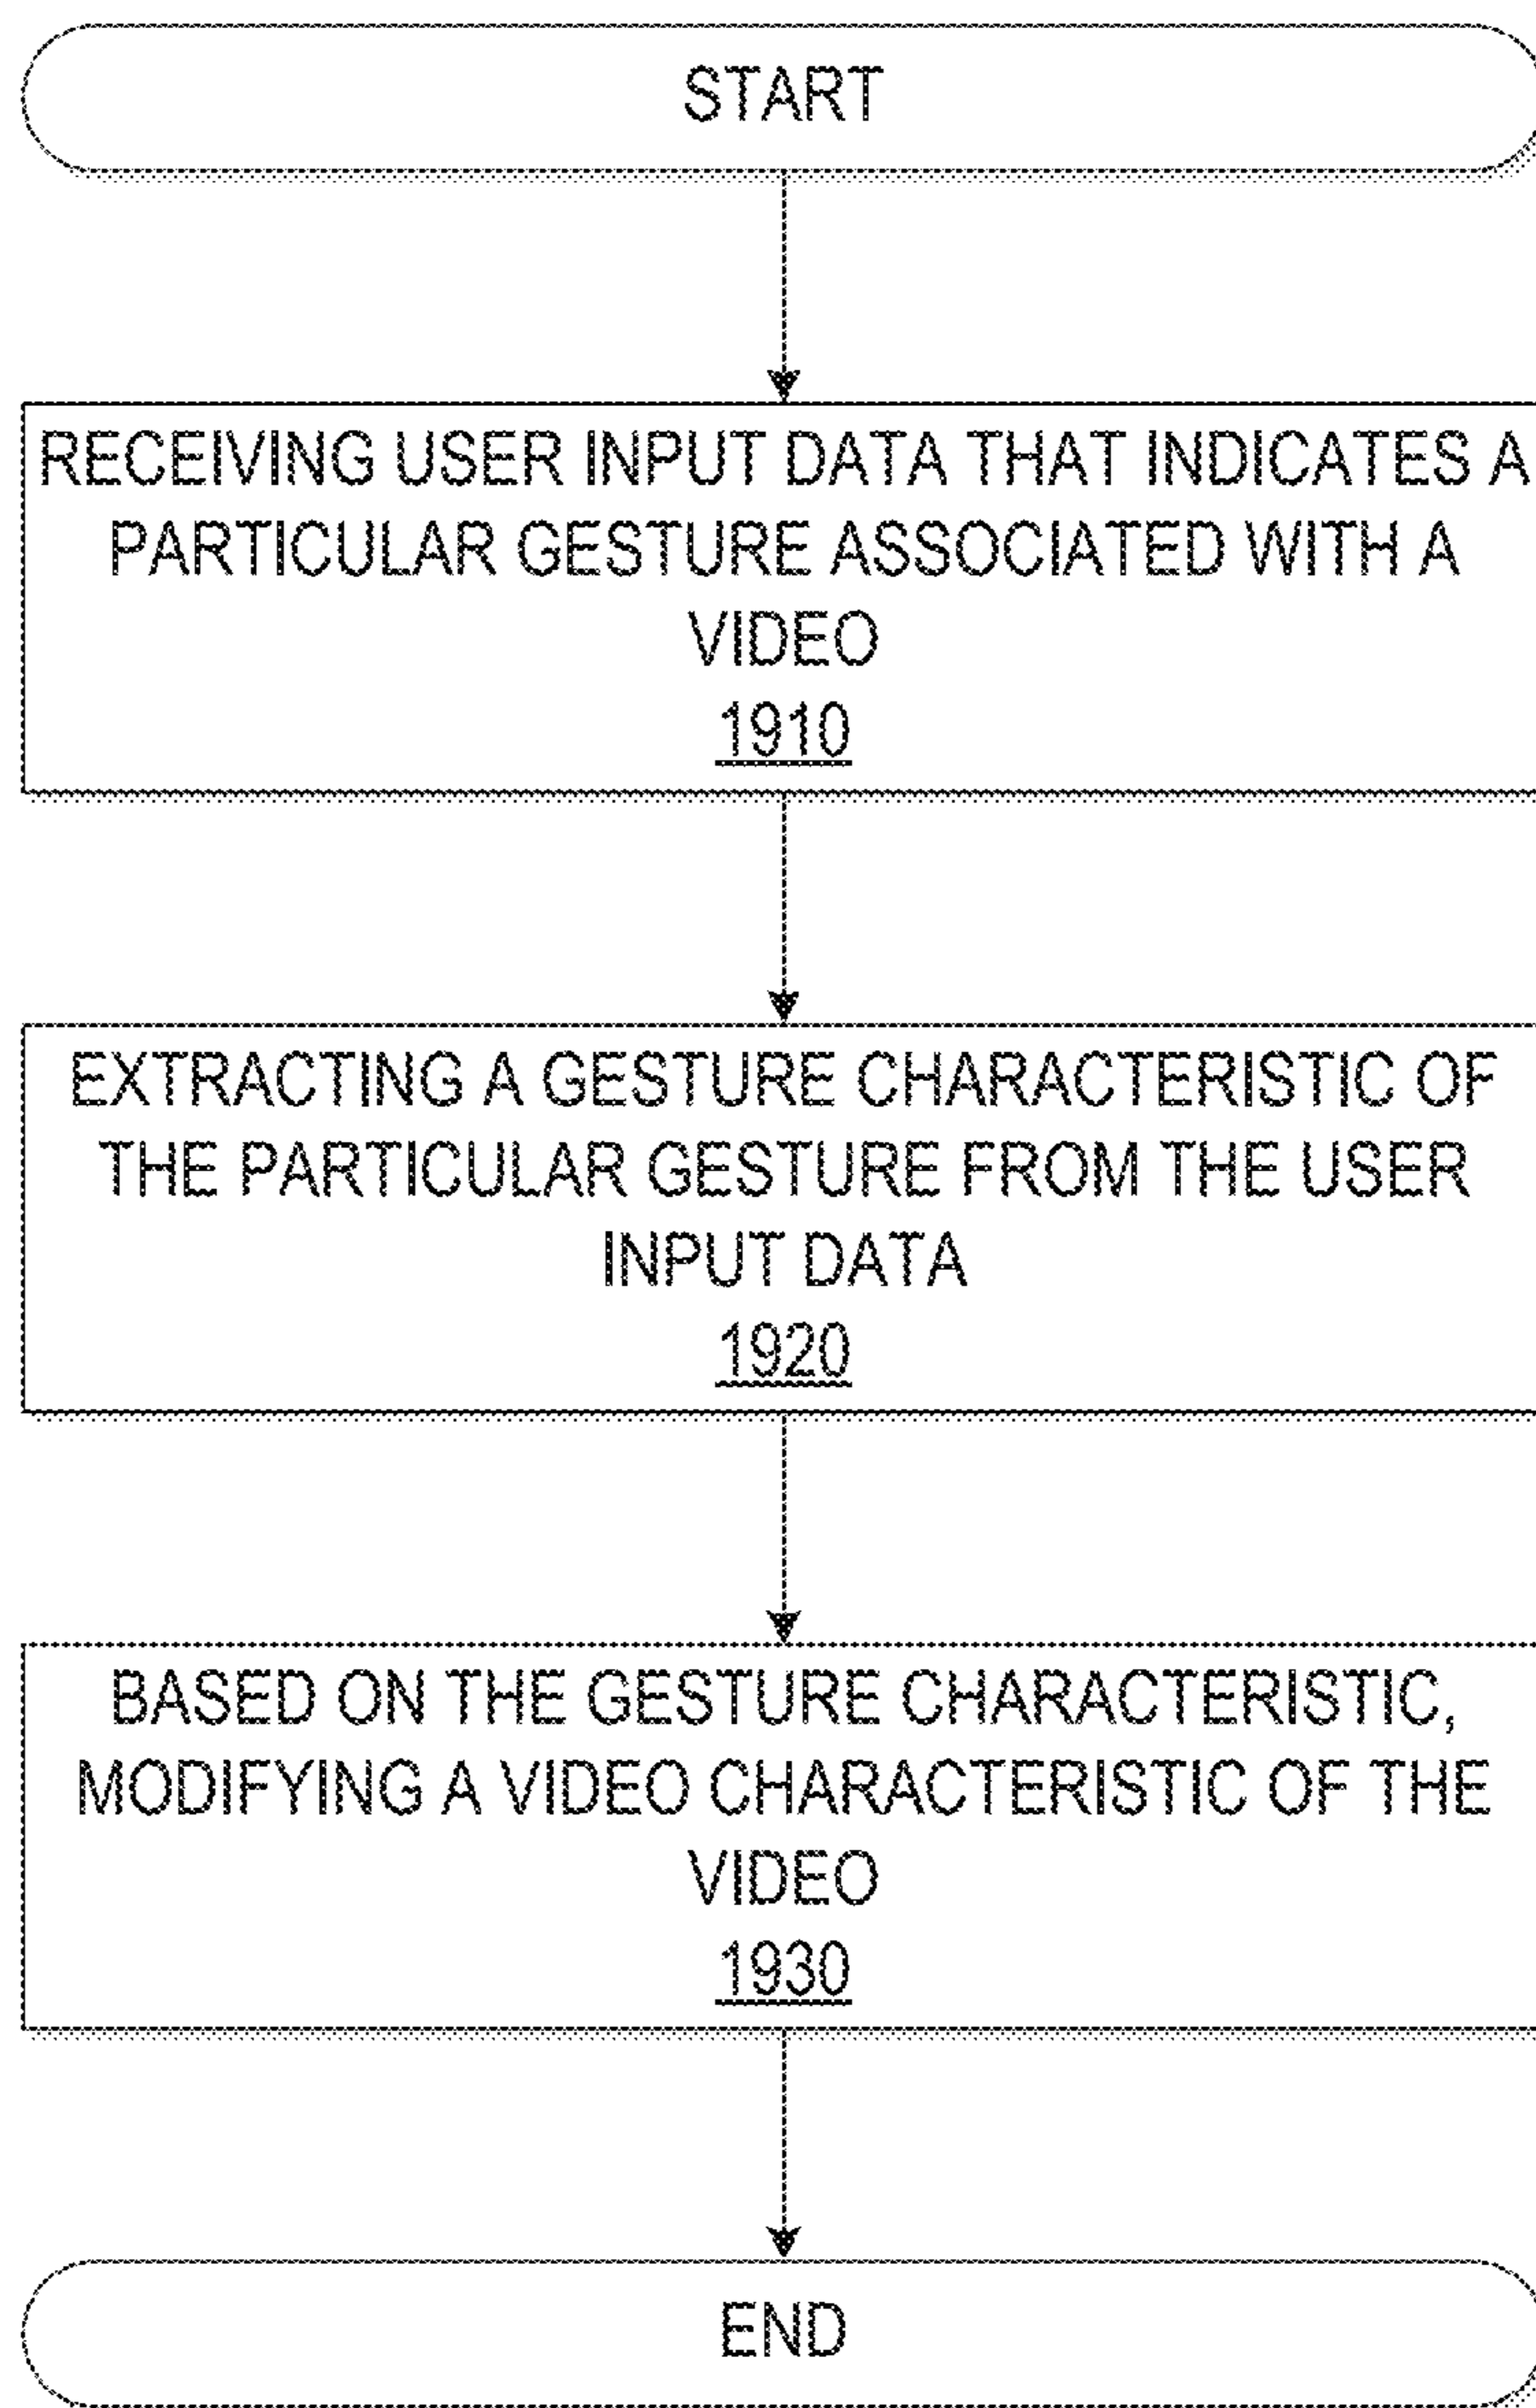 START
RECEIVING USER INPUT DATA THAT INDICATES A
PARTICULAR GESTURE ASSOCIATED WITH A
VIDEO
1910
EXTRACTING A GESTURE CHARACTERISTIC OF
THE PARTICULAR GESTURE FROM THE USER
INPUT DATA
1920
BASED ON THE GESTURE CHARACTERISTIC,
MODIFYING A VIDEO CHARACTERISTIC OF THE
VIDEO
1930
END